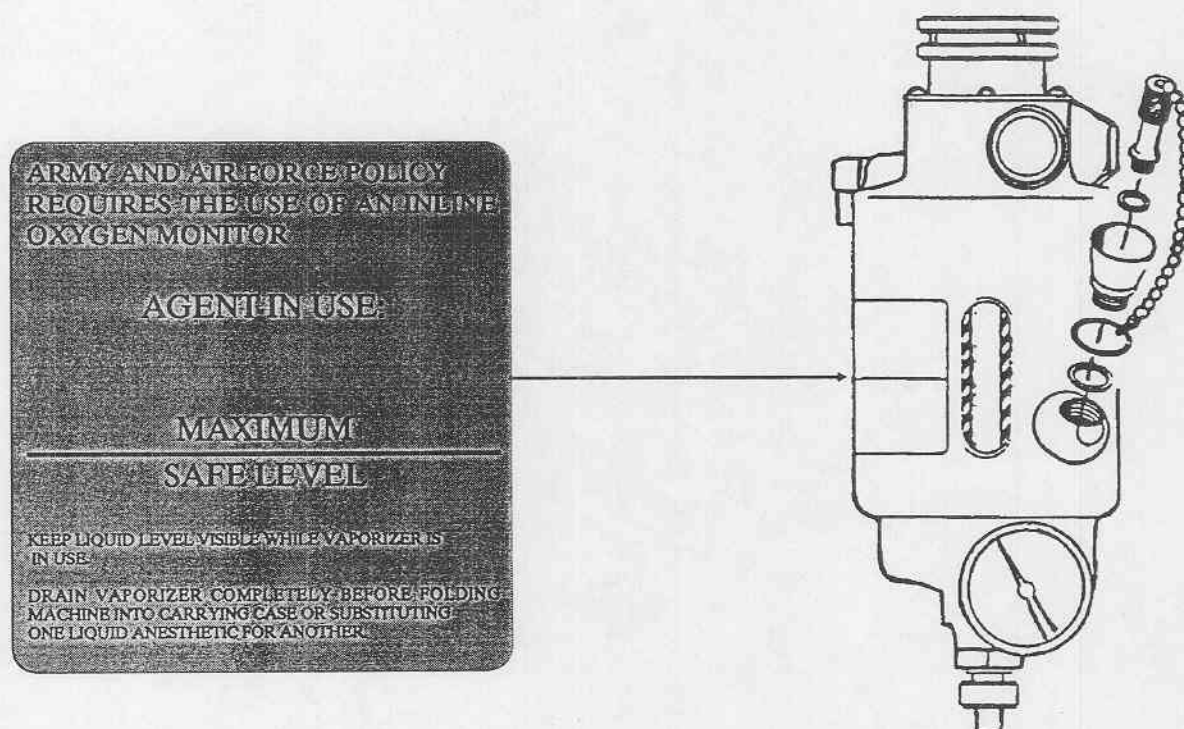 ARMY AND AIR FORCE POLICY
REQUIRES THE USE OF AN INLINE
OXYGEN MONITOR
AGENT IN USE:
MAXIMUM
SAFE LEVEL
KEEP LIQUID LEVEL VISIBLE WHILE VAPORIZER IS
IN USE.
DRAIN VAPORIZER COMPLETELY BEFORE FOLDING
MACHINE INTO CARRYING CASE OR SUBSTITUTING
ONE LIQUID ANESTHETIC FOR ANOTHER.